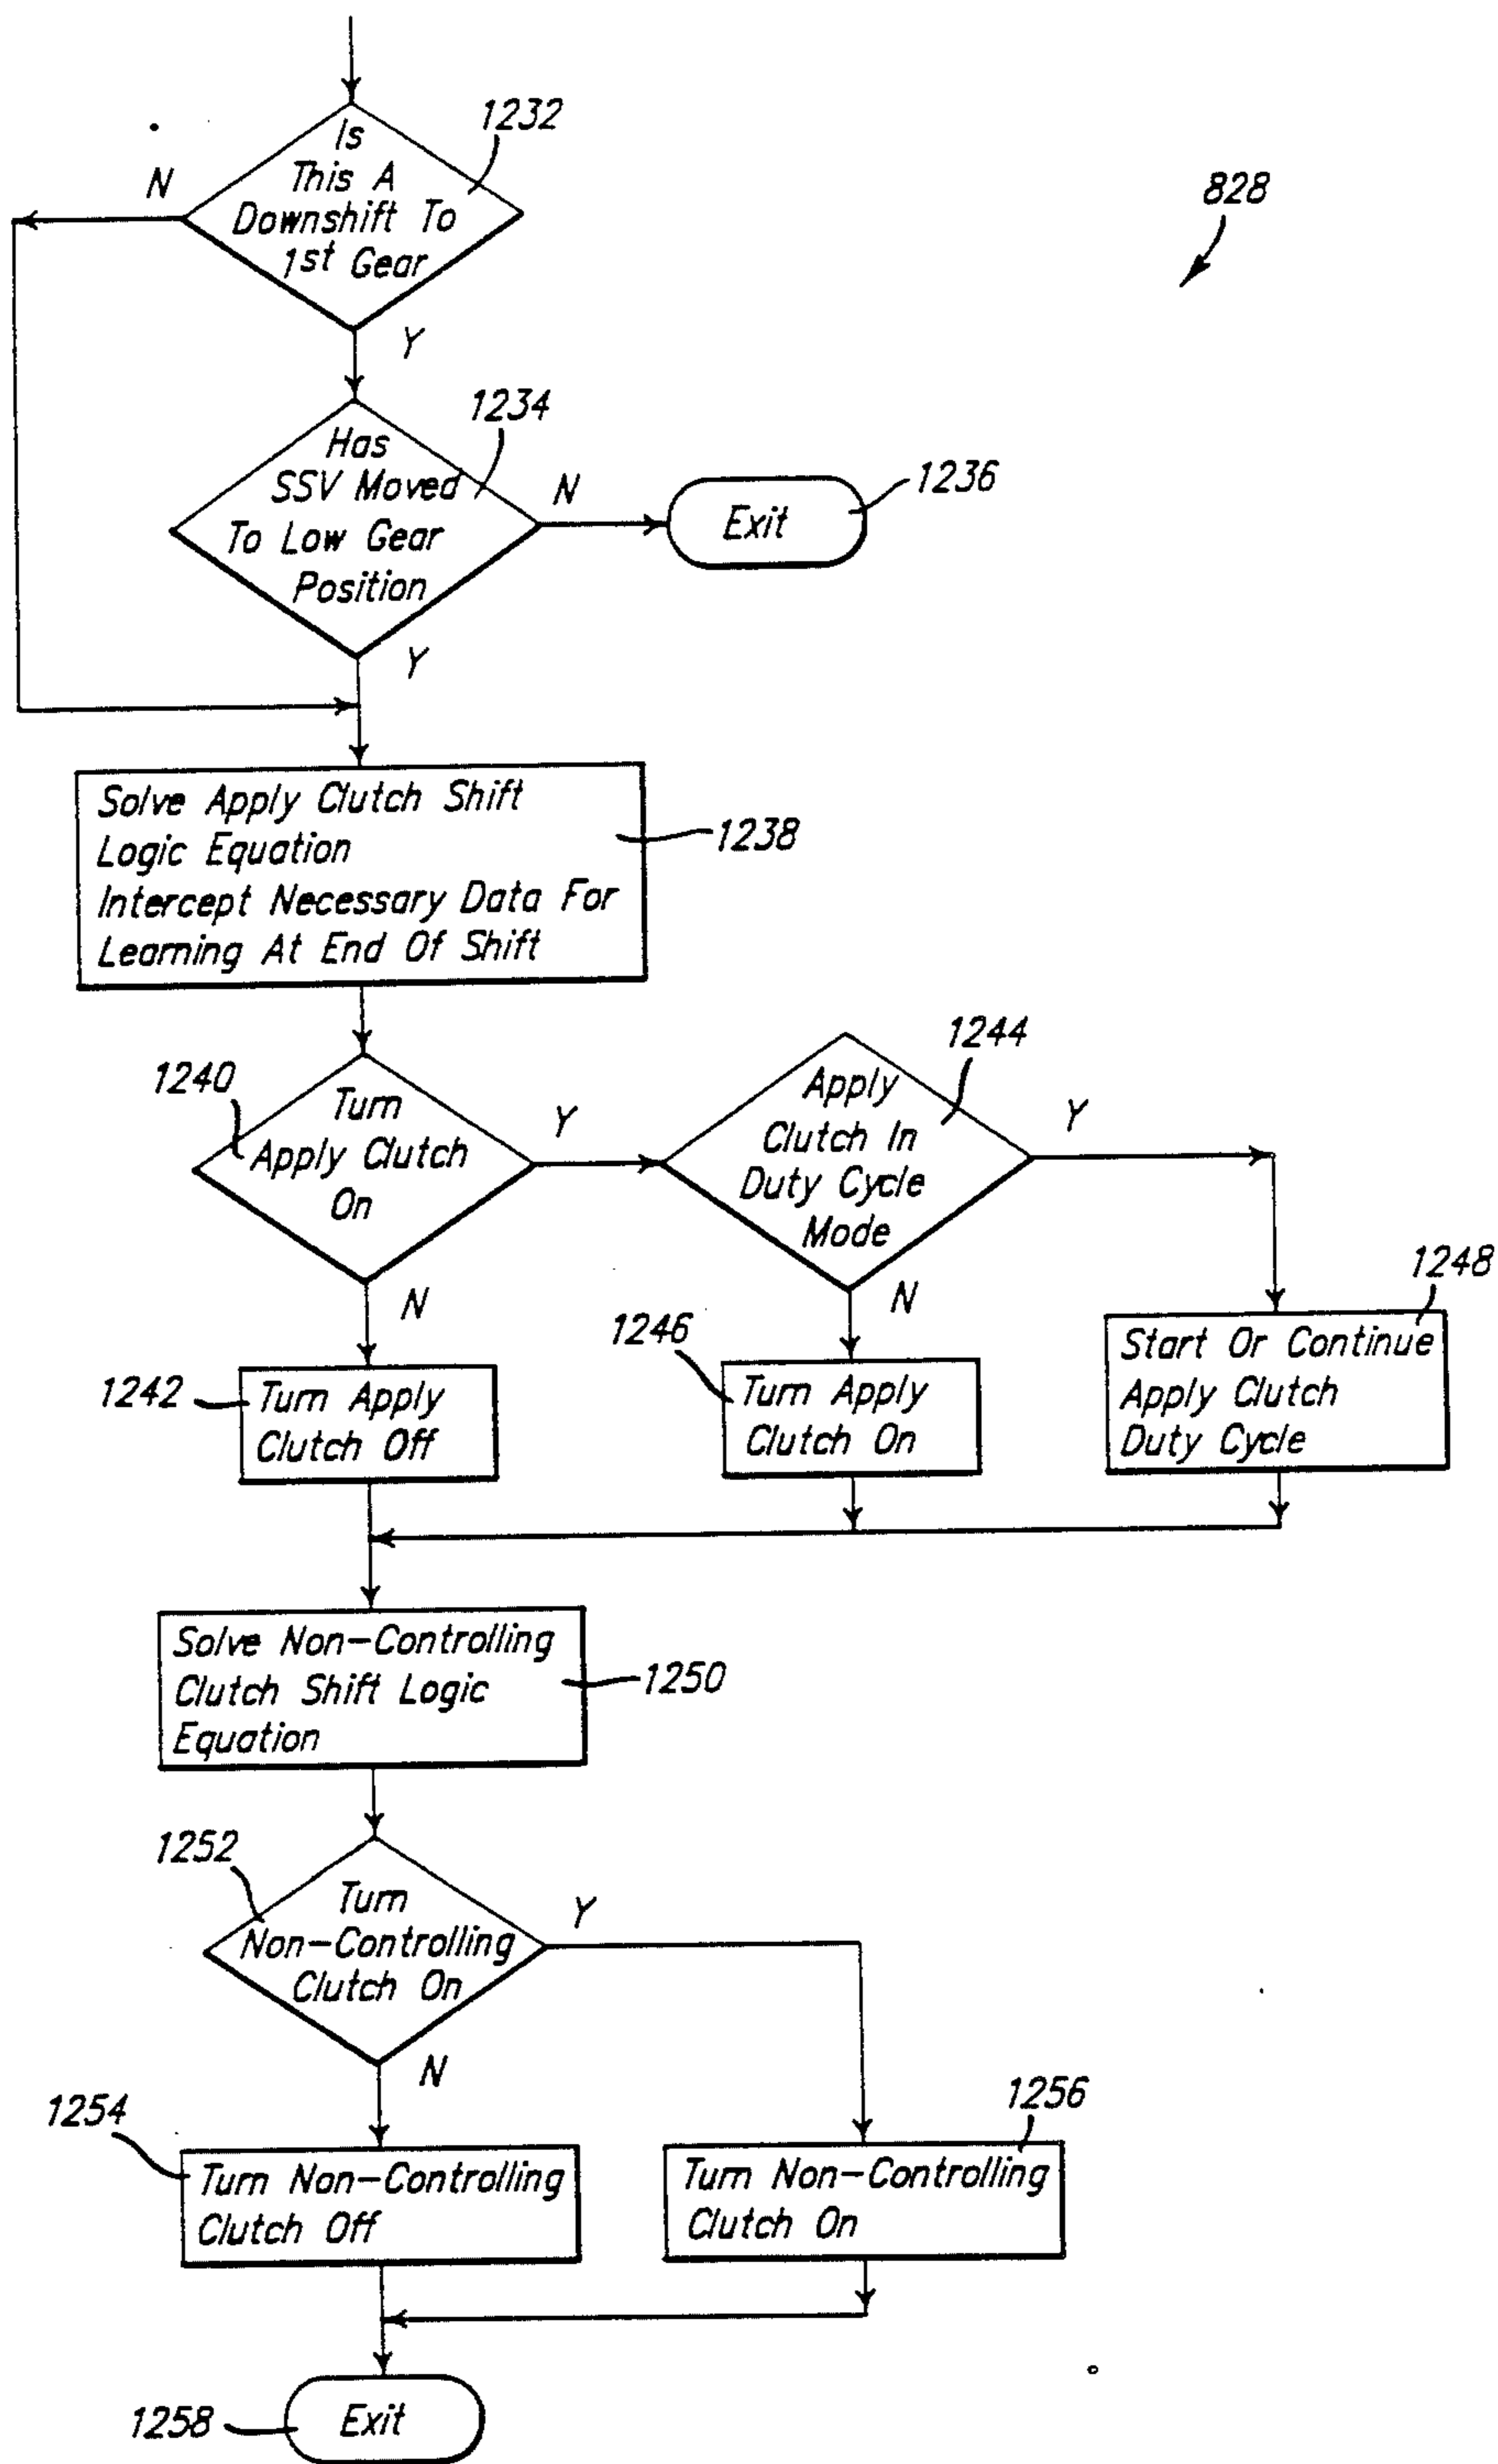 1232
Is
This A
Downshift To
1st Gear
N
Y
828
1234
Has
SSV Moved
To Low Gear
Position
N
Y
1236
Exit
Solve Apply Clutch Shift
Logic Equation
Intercept Necessary Data For
Learning At End Of Shift
1238
1240
Turn
Apply Clutch
On
Y
N
1244
Apply
Clutch In
Duty Cycle
Mode
Y
N
1242
Turn Apply
Clutch Off
1246
Turn Apply
Clutch On
1248
Start Or Continue
Apply Clutch
Duty Cycle
Solve Non-Controlling
Clutch Shift Logic
Equation
1250
1252
Turn
Non-Controlling
Clutch On
Y
N
1254
Turn Non-Controlling
Clutch Off
1256
Turn Non-Controlling
Clutch On
1258
Exit